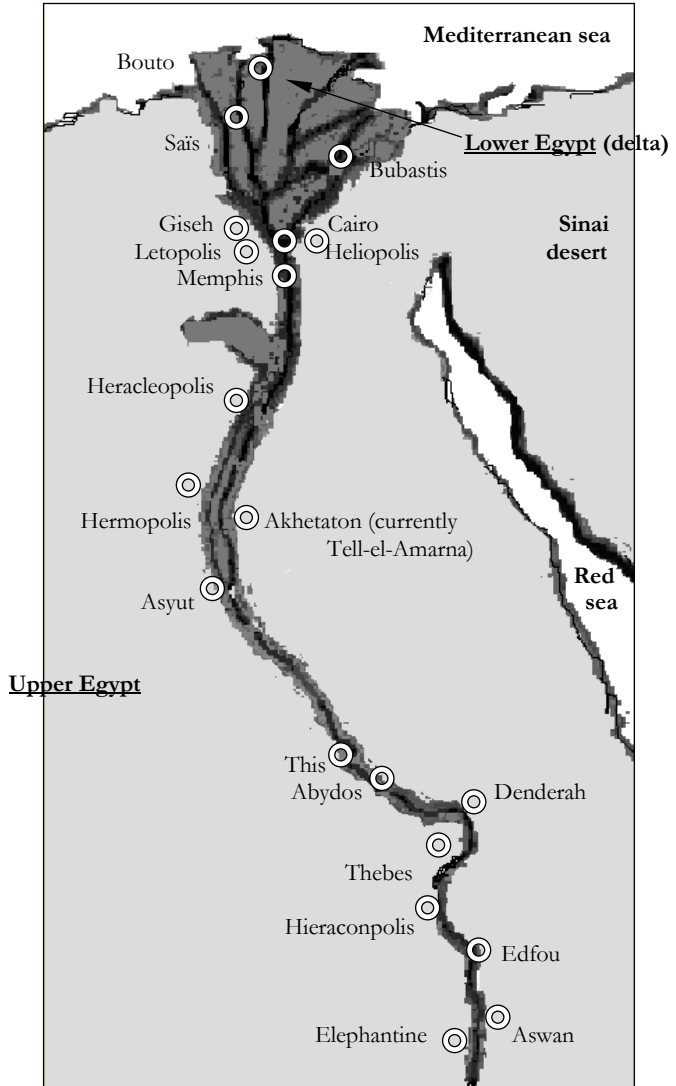 Mediterranean sea
Bouto
Saïs
Lower Egypt (delta)
Bubastis
Giseh
Cairo
Sinai
desert
Letopolis
Heliopolis
Memphis
Heracleopolis
Hermopolis
Akhetaton (currently
Tell-el-Amarna)
Red
sea
Asyut
Upper Egypt
This
Abydos
Denderah
Thebes
Hieraconpolis
Edfou
Elephantine
Aswan